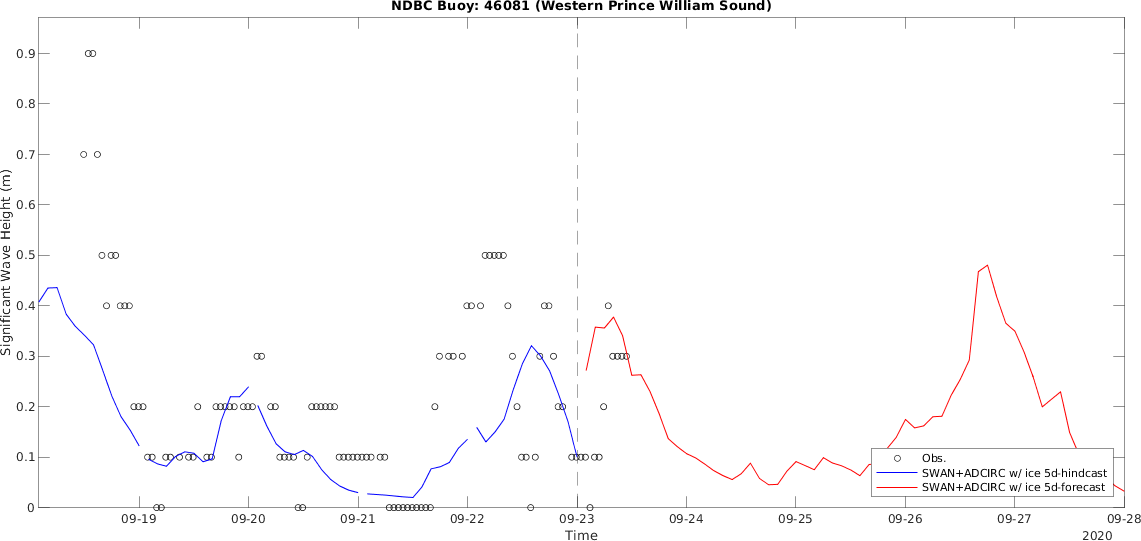 NDBC Buoy: 46081 (Western Prince William Sound)
Significant Wave Height (m)
0.9
0.8
0.7
0.6
0.5
0.4
0.3
0.2
0.1
0
Obs.
SWAN+ADCIRC w/ ice 5d-hindcast
SWAN+ADCIRC w/ ice 5d-forecast
09-19 09-20 09-21 09-22 09-23 09-24 09-25 09-26 09-27 09-28
Time
2020